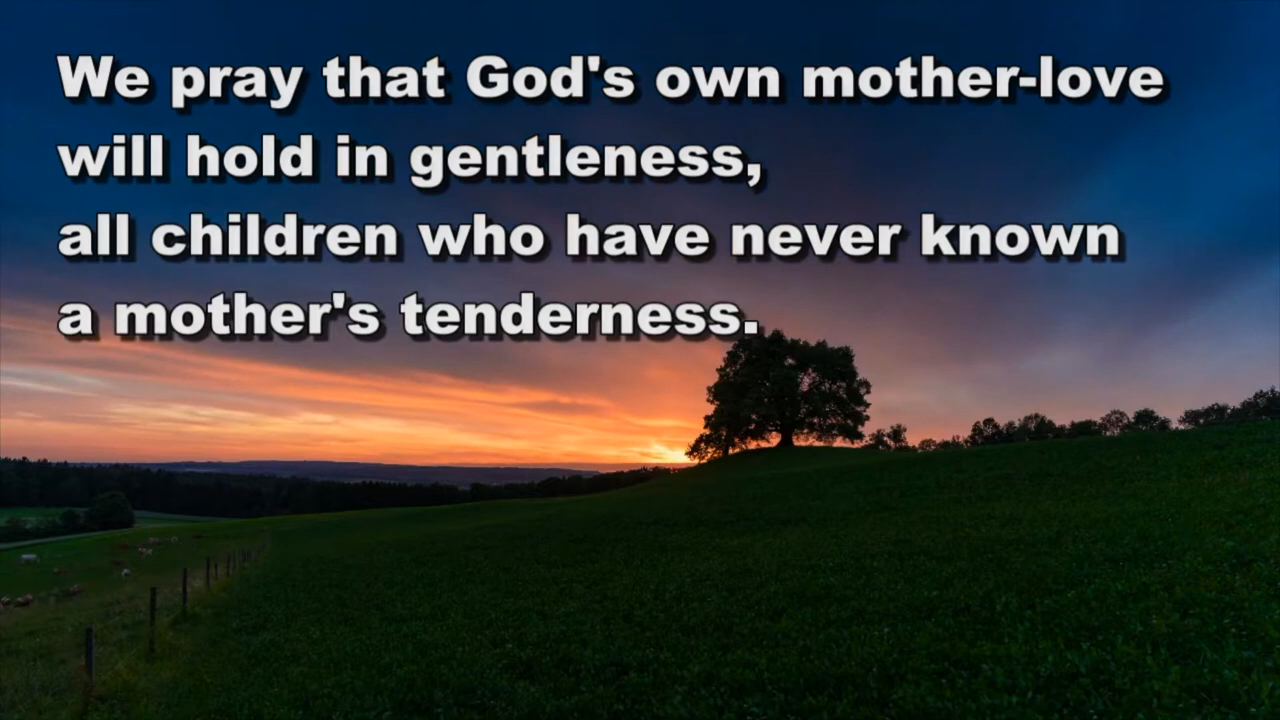 We pray that God's own mother-love
will hold in gentleness,
all children who have never known
a mother's tenderness.